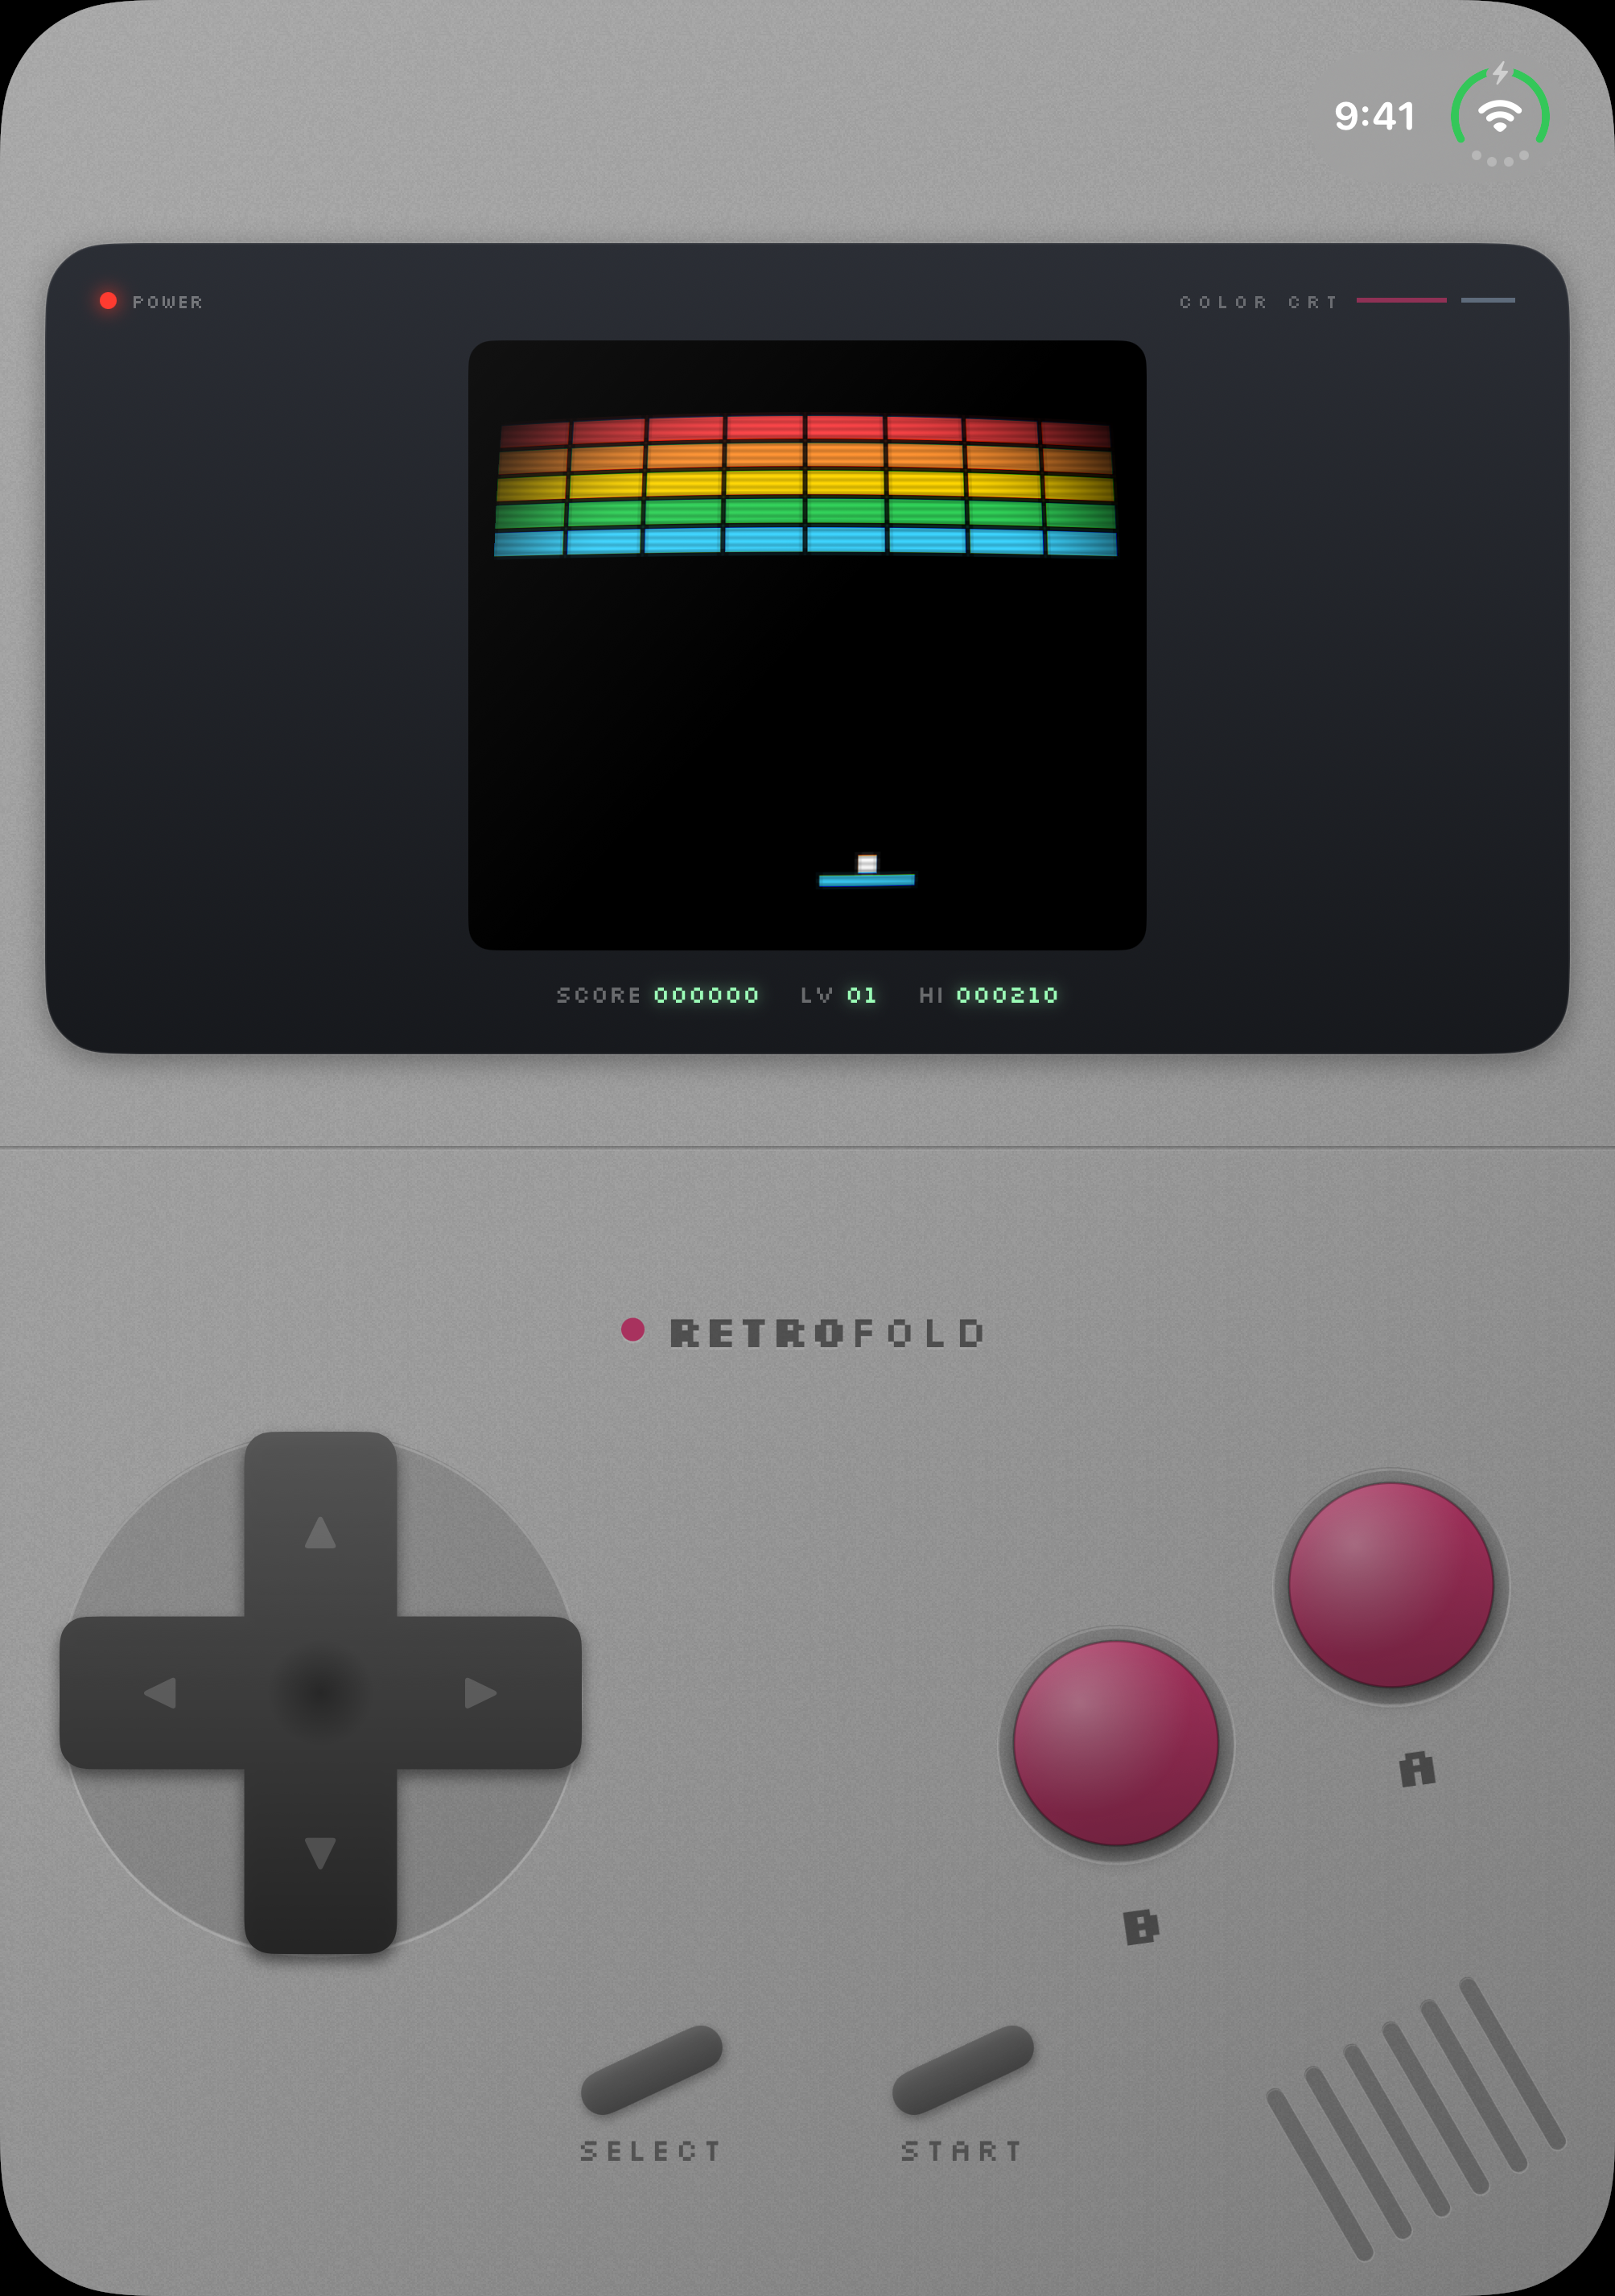 9:41
POWER
COLOR CRT
SCORE 000000 LV 01 HI 000210
RETROFOLD
A
B
SELECT
START